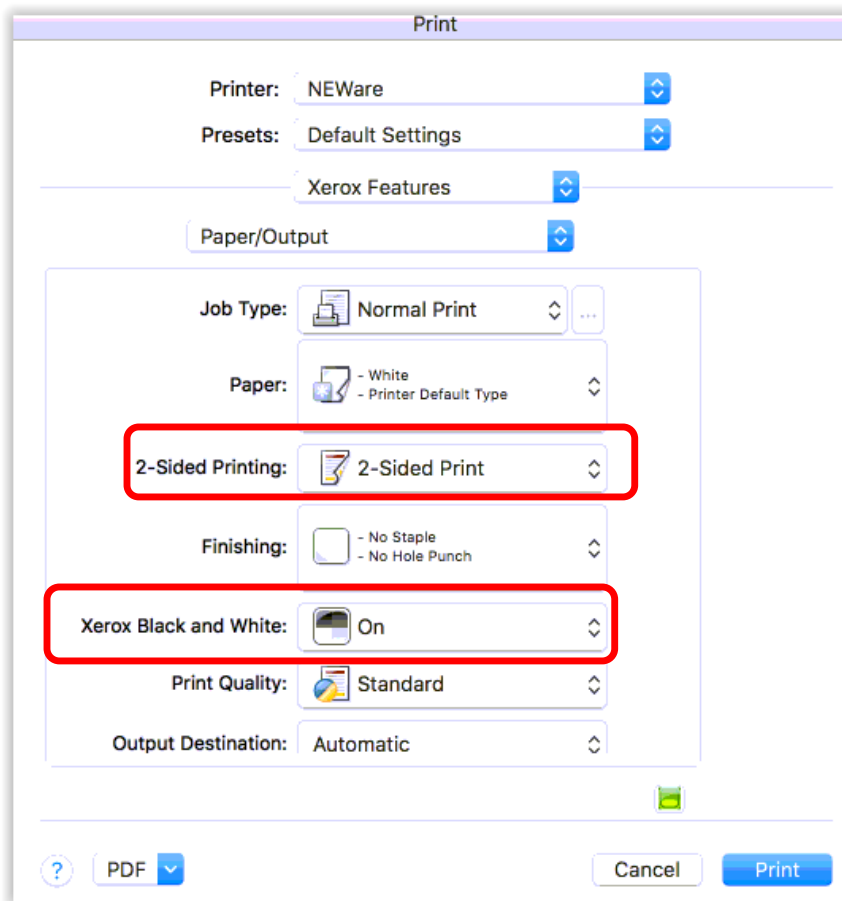 Print
Printer: NEWare
Presets: Default Settings
Xerox Features
Paper/Output
Job Type: Normal Print ...
Paper: - White
- Printer Default Type
2-Sided Printing: 2-Sided Print
Finishing: - No Staple
- No Hole Punch
Xerox Black and White: On
Print Quality: Standard
Output Destination: Automatic
? PDF Cancel Print